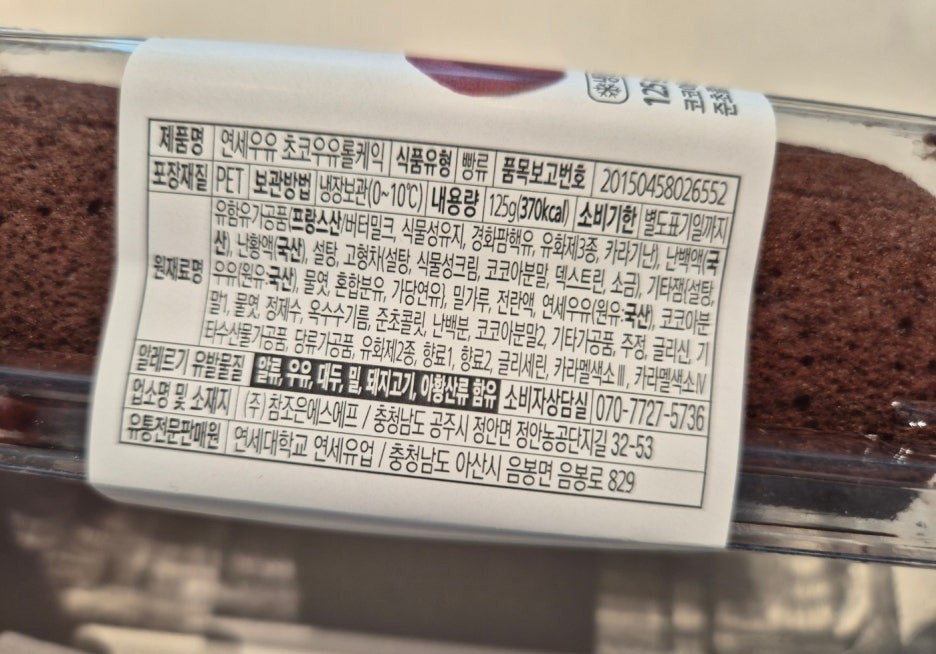 125
코코
준초
제품명 연세우유 초코우유롤케익 식품유형 빵류 품목보고번호 20150458026552
포장재질 PET 보관방법 냉장보관(0~10℃) 내용량 125g(370kcal) 소비기한 별도표기일까지
원재료명
유함유가공품(프랑스산/버터밀크, 식물성유지, 경화팜핵유, 유화제3종, 카라기난), 난백액(국
산), 난황액(국산), 설탕, 고형차(설탕, 식물성크림, 코코아분말, 덱스트린, 소금), 기타잼(설탕,
우유(원유:국산), 물엿, 혼합분유, 가당연유), 밀가루, 전란액, 연세우유(원유:국산), 코코아분
말1, 물엿, 정제수, 옥수수기름, 준초콜릿, 난백분, 코코아분말2, 기타가공품, 주정, 글리신, 기
타수산물가공품, 당류가공품, 유화제2종, 향료1, 향료2, 글리세린, 카라멜색소Ⅲ, 카라멜색소Ⅳ
알레르기 유발물질 알류, 우유, 대두, 밀, 돼지고기, 아황산류 함유 소비자상담실 070-7727-5736
업소명 및 소재지 (주)참조은에스에프 / 충청남도 공주시 정안면 정안농공단지길 32-53
유통전문판매원 연세대학교 연세유업 / 충청남도 아산시 음봉면 음봉로 829